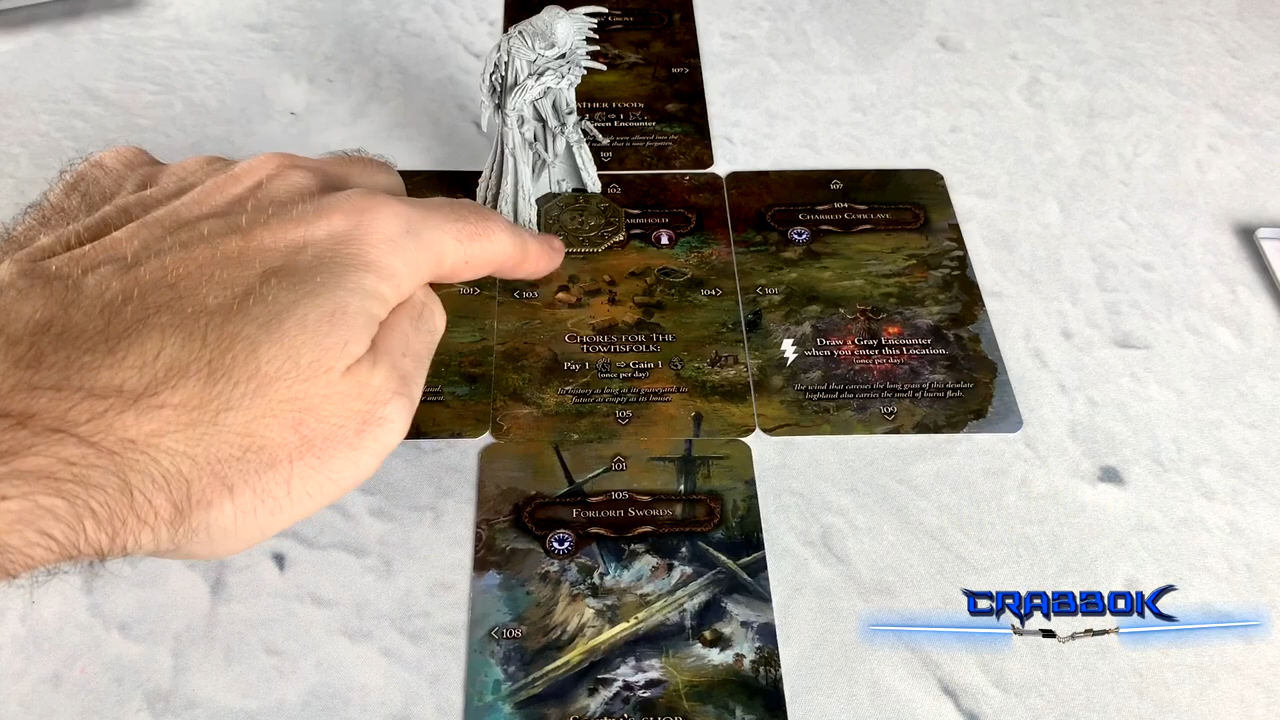 107>
FOOD:
1
Green Encounter
101
101>
102
<103
104>
CHORES FOR THE
TOWNSFOLK:
Pay 1 ⇨ Gain 1
(once per day)
Its history as long as its graveyard; its
future as empty as its houses.
105
107
104
CHARRED CONCLAVE
<101
Draw a Gray Encounter
when you enter this Location.
(once per day)
The wind that caresses the long grass of this desolate
highland also carries the smell of burnt flesh.
109
101
105
FORLORN SWORDS
<108
CRABBOK